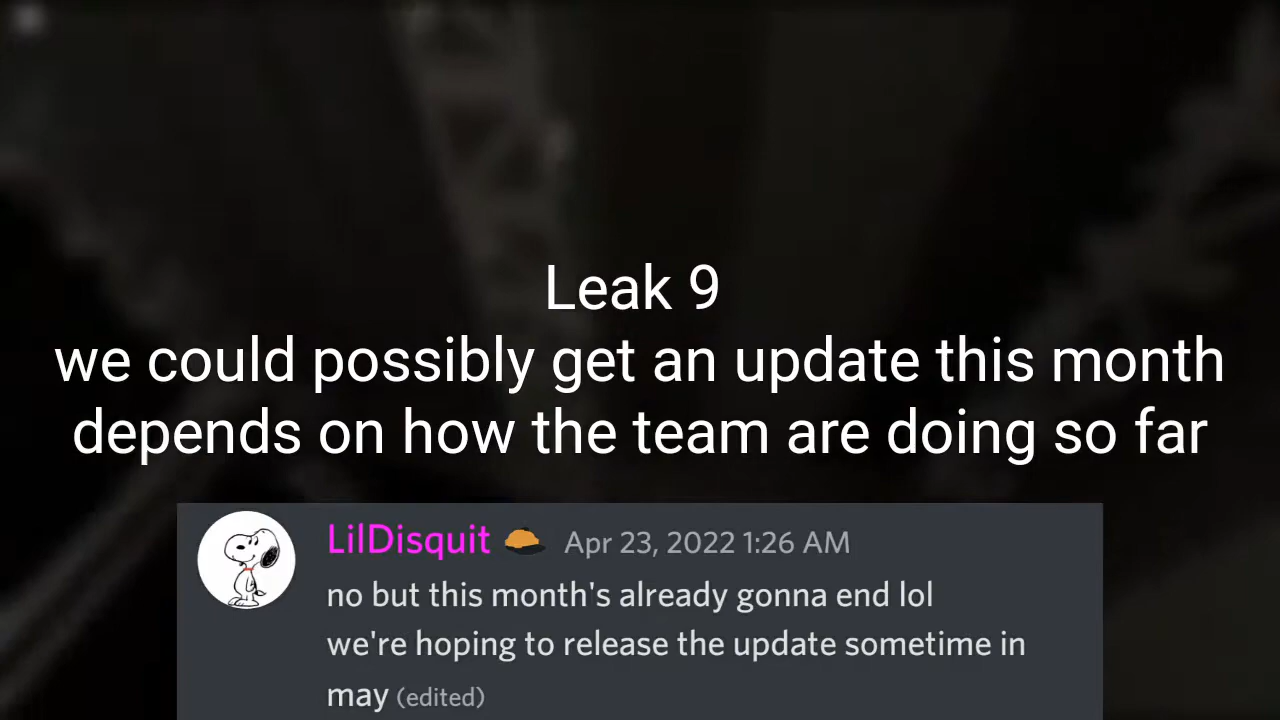 Leak 9
we could possibly get an update this month
depends on how the team are doing so far
LilDisquit Apr 23, 2022 1:26 AM
no but this month's already gonna end lol
we're hoping to release the update sometime in
may (edited)